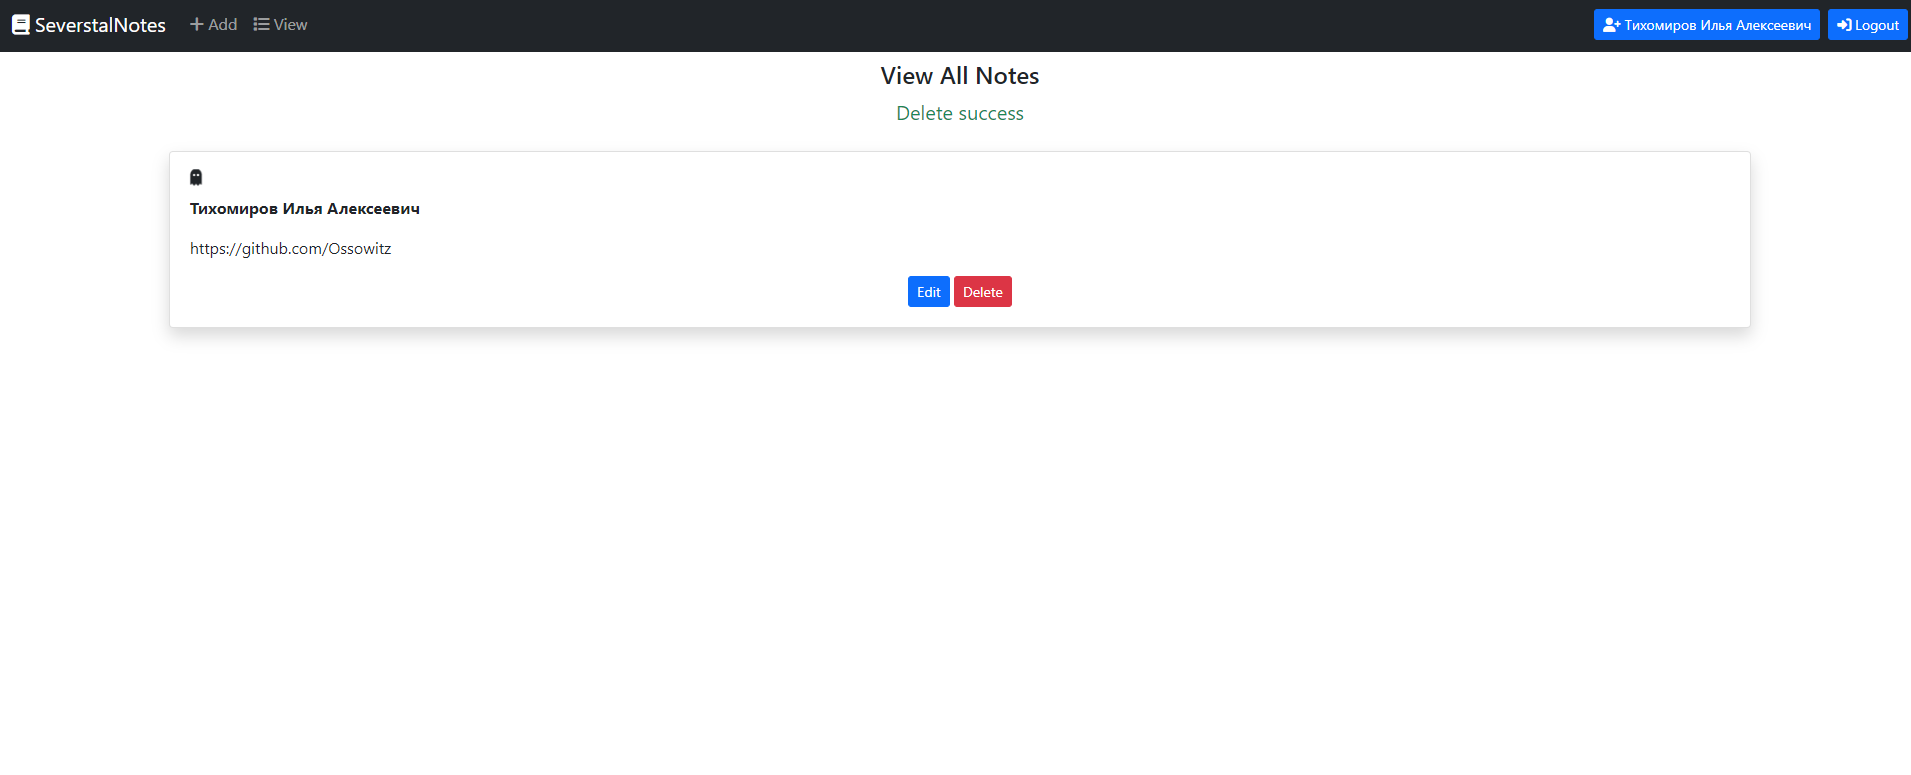 SeverstalNotes Add View Тихомиров Илья Алексеевич Logout
View All Notes
Delete success
Тихомиров Илья Алексеевич
https://github.com/Ossowitz
Edit Delete